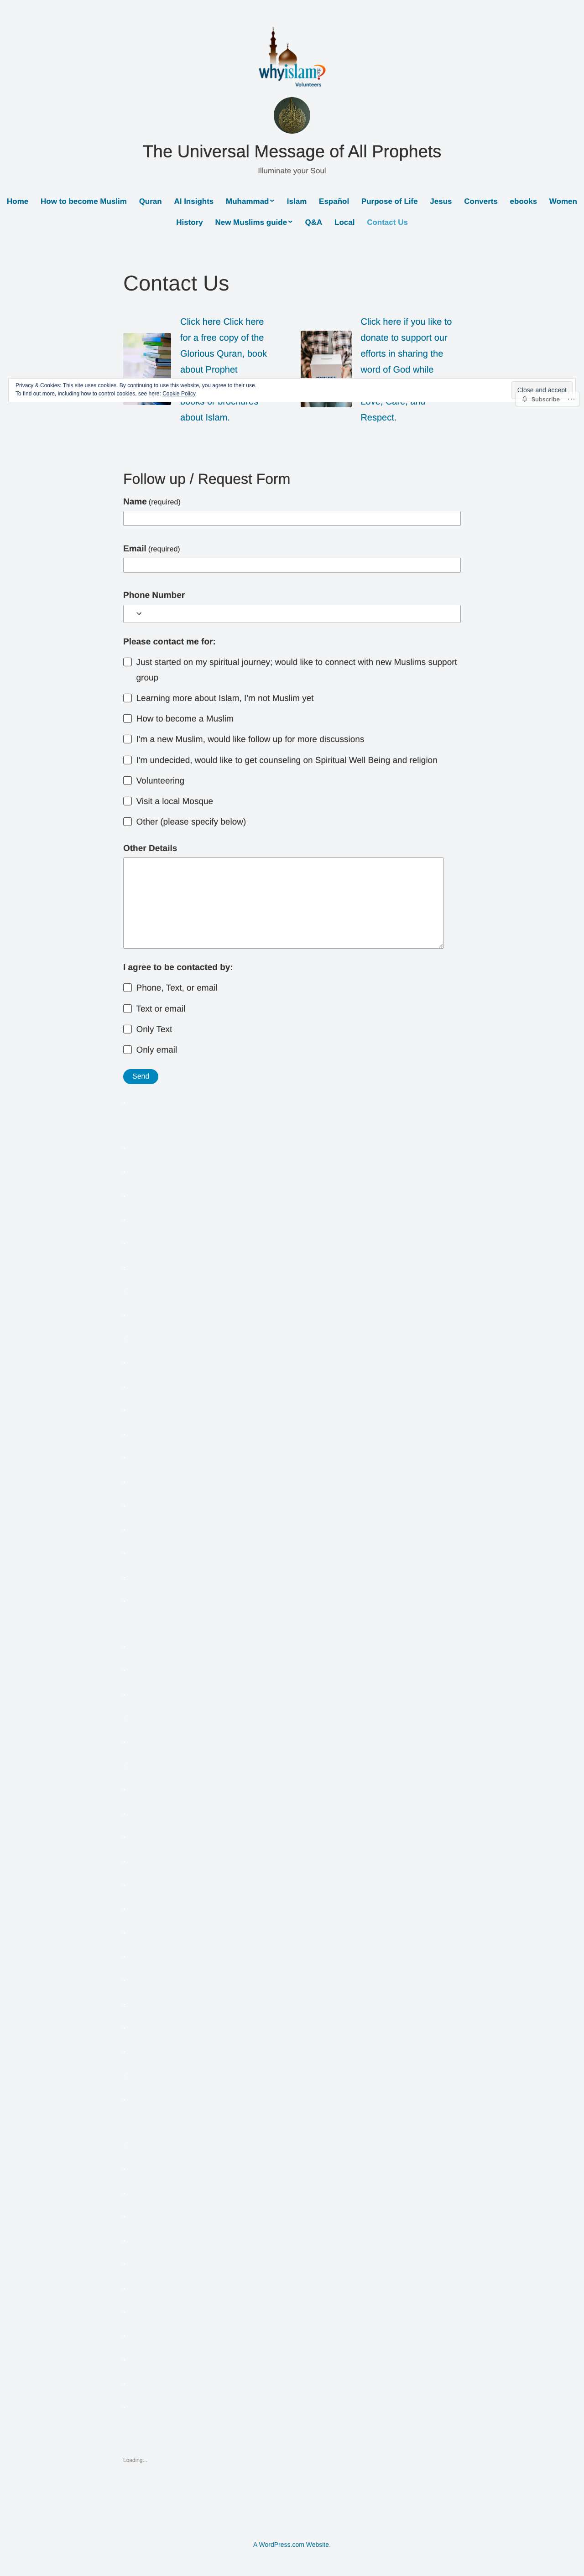 whyislam?
Volunteers
The Universal Message of All Prophets
Illuminate your Soul
Home How to become Muslim Quran AI Insights Muhammad Islam Español Purpose of Life Jesus Converts ebooks Women
History New Muslims guide Q&A Local Contact Us
Contact Us
Click here Click here
for a free copy of the
Glorious Quran, book
about Prophet
books or brochures
about Islam.
Click here if you like to
donate to support our
efforts in sharing the
word of God while
Love, Care, and
Respect.
Privacy & Cookies: This site uses cookies. By continuing to use this website, you agree to their use.
To find out more, including how to control cookies, see here: Cookie Policy
Close and accept
Subscribe
Follow up / Request Form
Name (required)
Email (required)
Phone Number
Please contact me for:
Just started on my spiritual journey; would like to connect with new Muslims support
group
Learning more about Islam, I'm not Muslim yet
How to become a Muslim
I'm a new Muslim, would like follow up for more discussions
I'm undecided, would like to get counseling on Spiritual Well Being and religion
Volunteering
Visit a local Mosque
Other (please specify below)
Other Details
I agree to be contacted by:
Phone, Text, or email
Text or email
Only Text
Only email
Send
Loading...
A WordPress.com Website.